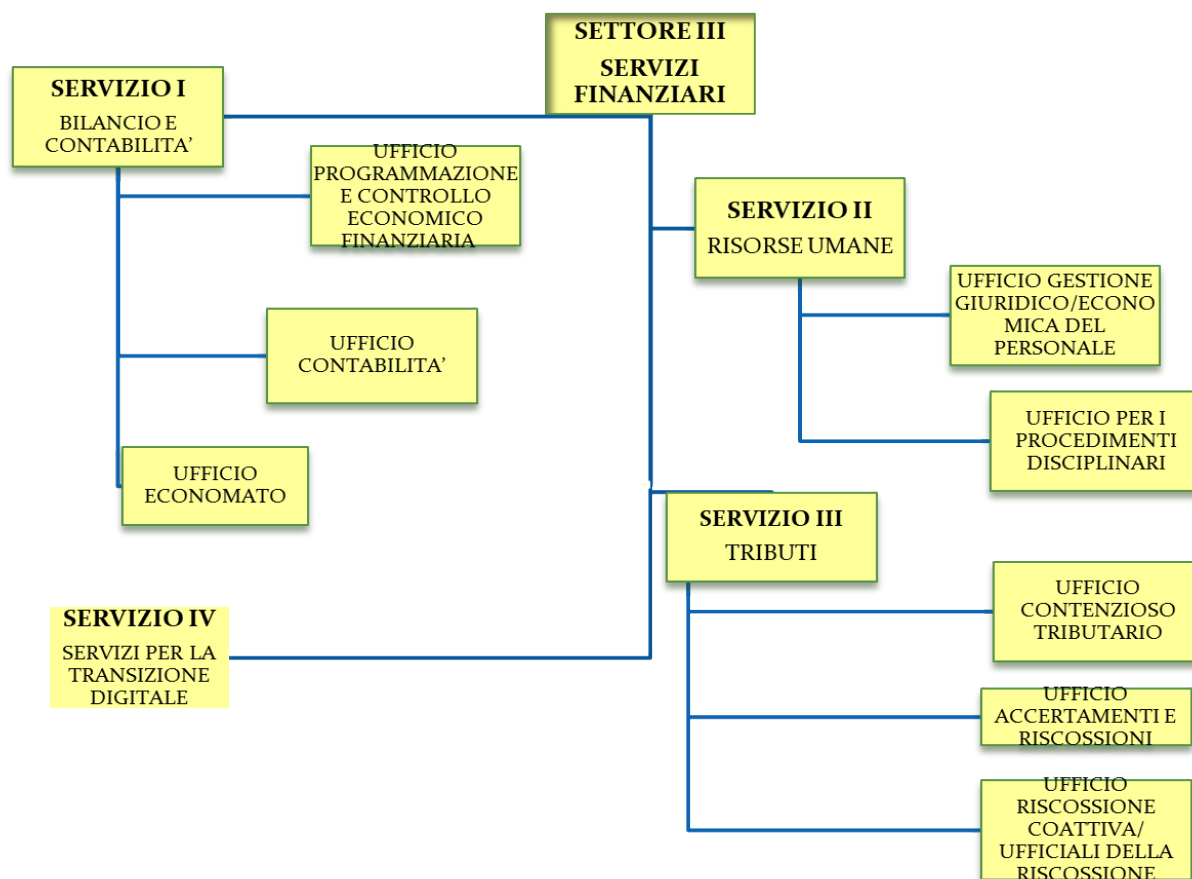 SETTORE III
SERVIZI
FINANZIARI
SERVIZIO I
BILANCIO E
CONTABILITA’
UFFICIO
PROGRAMMAZIONE
E CONTROLLO
ECONOMICO
FINANZIARIA
UFFICIO
CONTABILITA’
UFFICIO
ECONOMATO
SERVIZIO II
RISORSE UMANE
UFFICIO GESTIONE
GIURIDICO/ECONO
MICA DEL
PERSONALE
UFFICIO PER I
PROCEDIMENTI
DISCIPLINARI
SERVIZIO III
TRIBUTI
UFFICIO
CONTENZIOSO
TRIBUTARIO
UFFICIO
ACCERTAMENTI E
RISCOSSIONI
UFFICIO
RISCOSSIONE
COATTIVA/
UFFICIALI DELLA
RISCOSSIONE
SERVIZIO IV
SERVIZI PER LA
TRANSIZIONE
DIGITALE